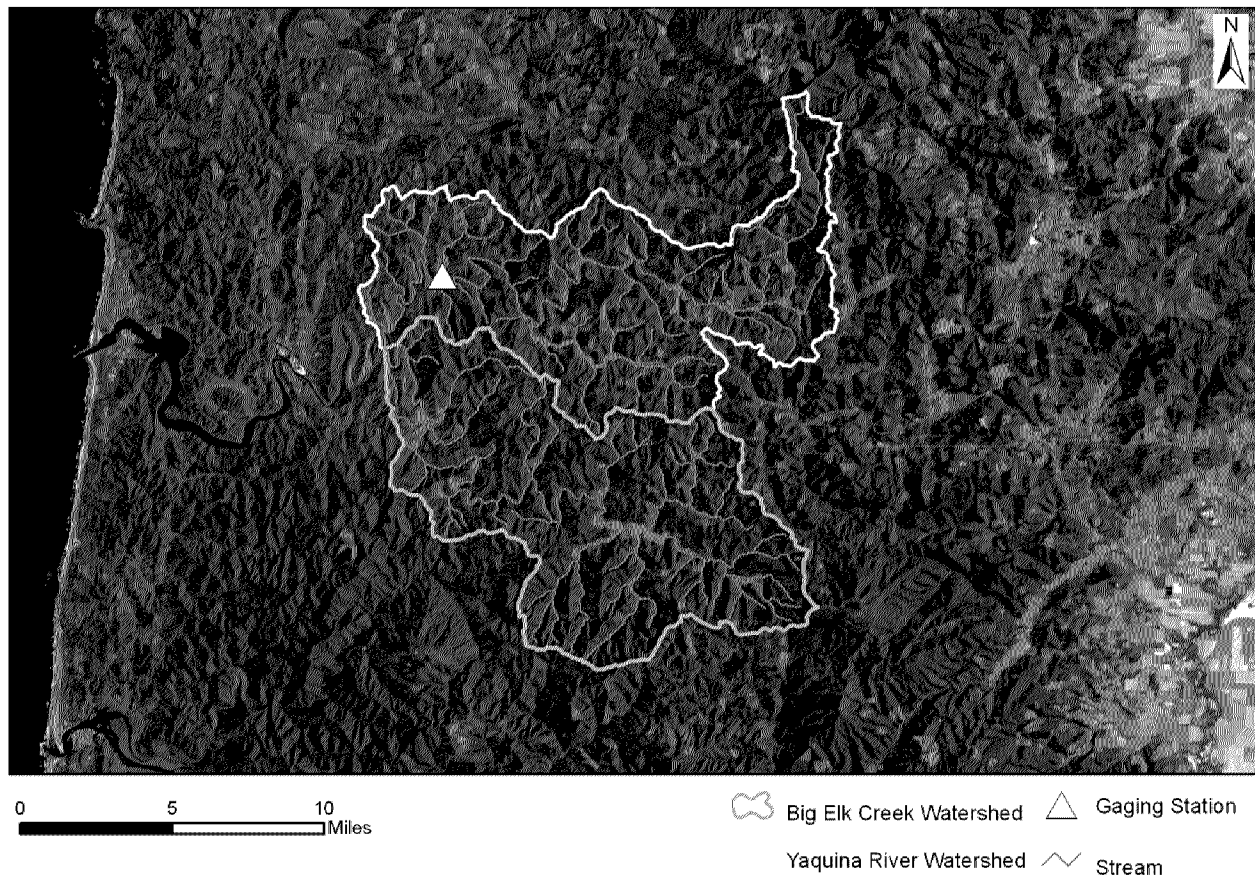 N
0 5 10
Miles
Big Elk Creek Watershed Gaging Station
Yaquina River Watershed Stream